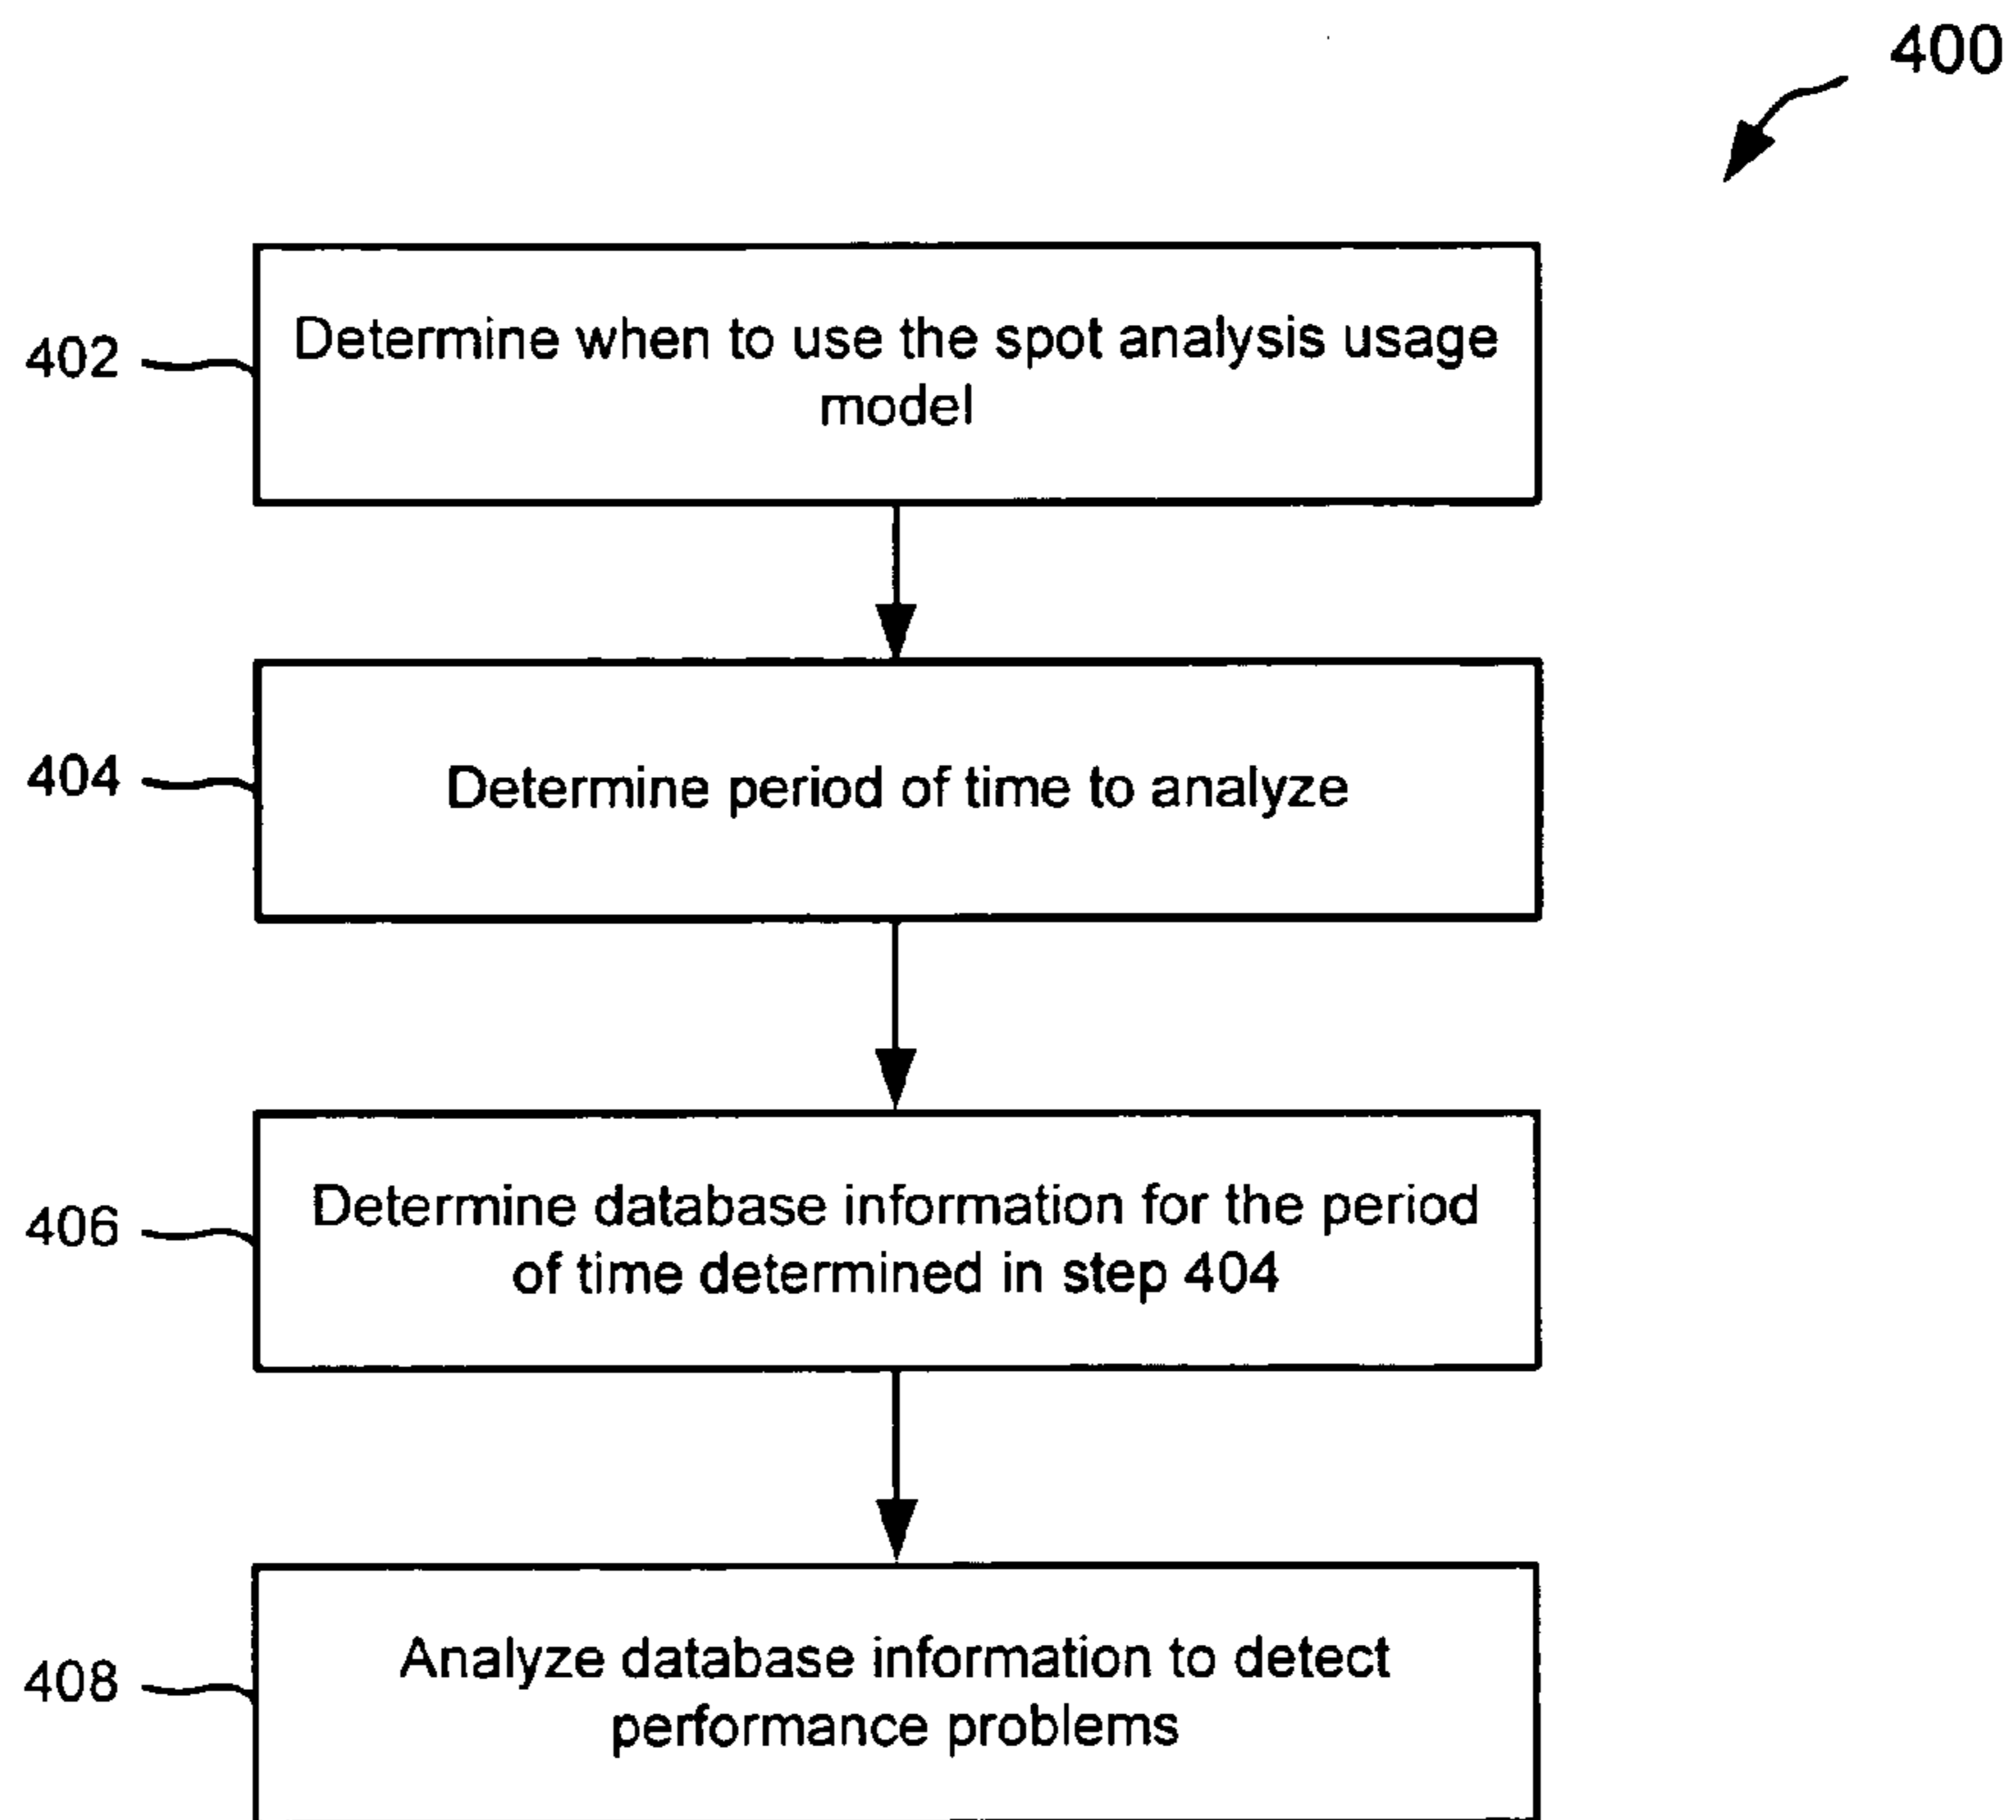 400
402
Determine when to use the spot analysis usage
model
404
Determine period of time to analyze
406
Determine database information for the period
of time determined in step 404
408
Analyze database information to detect
performance problems